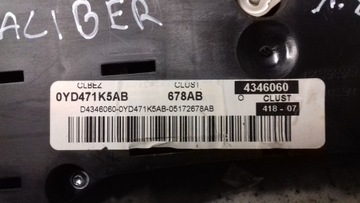 ALIBER
CLBEZ CLUST 4346060
0YD471K5AB 678AB CLUST
D4346060-0YD471K5AB-05172678AB 418-07